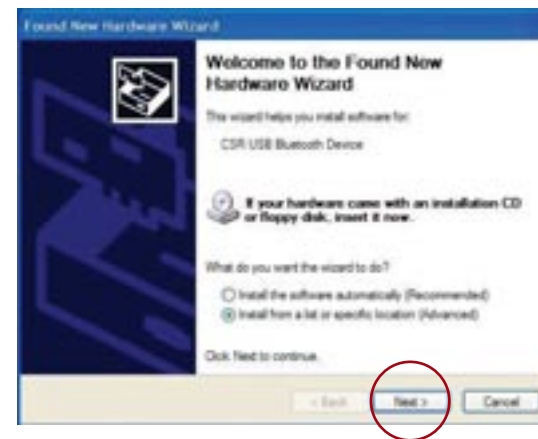 Found New Hardware Wizard
Welcome to the Found New
Hardware Wizard
This wizard helps you install software for:
CSR USB Bluetooth Device
If your hardware came with an installation CD
or floppy disk, insert it now.
What do you want the wizard to do?
Install the software automatically (Recommended)
Install from a list or specific location (Advanced)
Click Next to continue.
< Back
Next >
Cancel